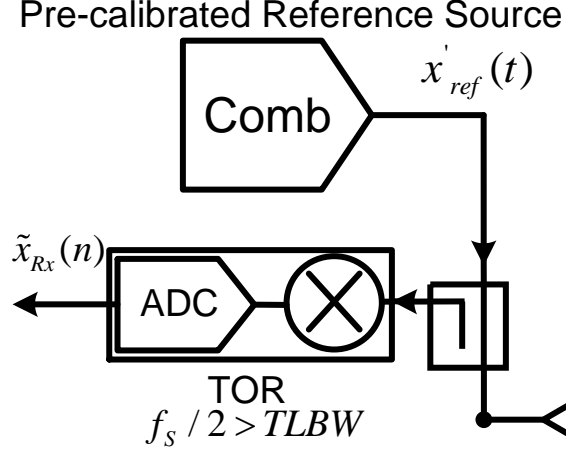 Pre-calibrated Reference Source
x'ref(t)
Comb
x̃Rx(n)
ADC
TOR
fS / 2 > TLBW